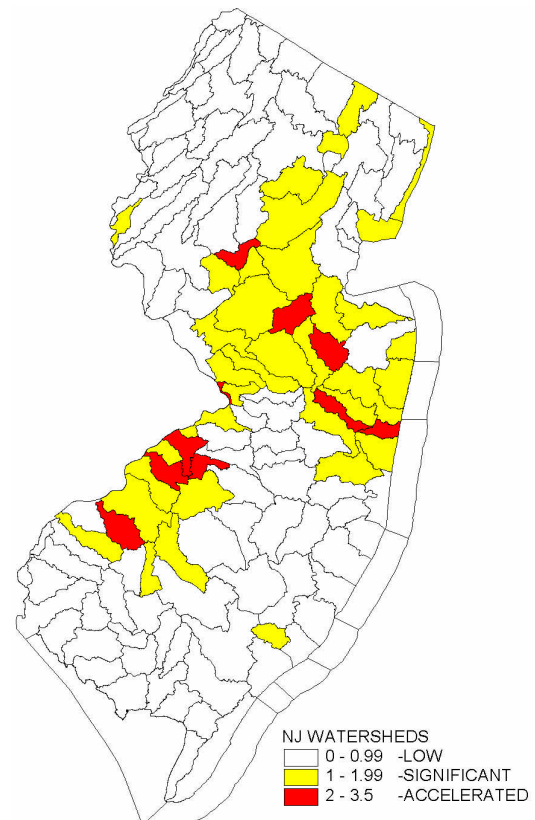 NJ WATERSHEDS
0 - 0.99 -LOW
1 - 1.99 -SIGNIFICANT
2 - 3.5 -ACCELERATED